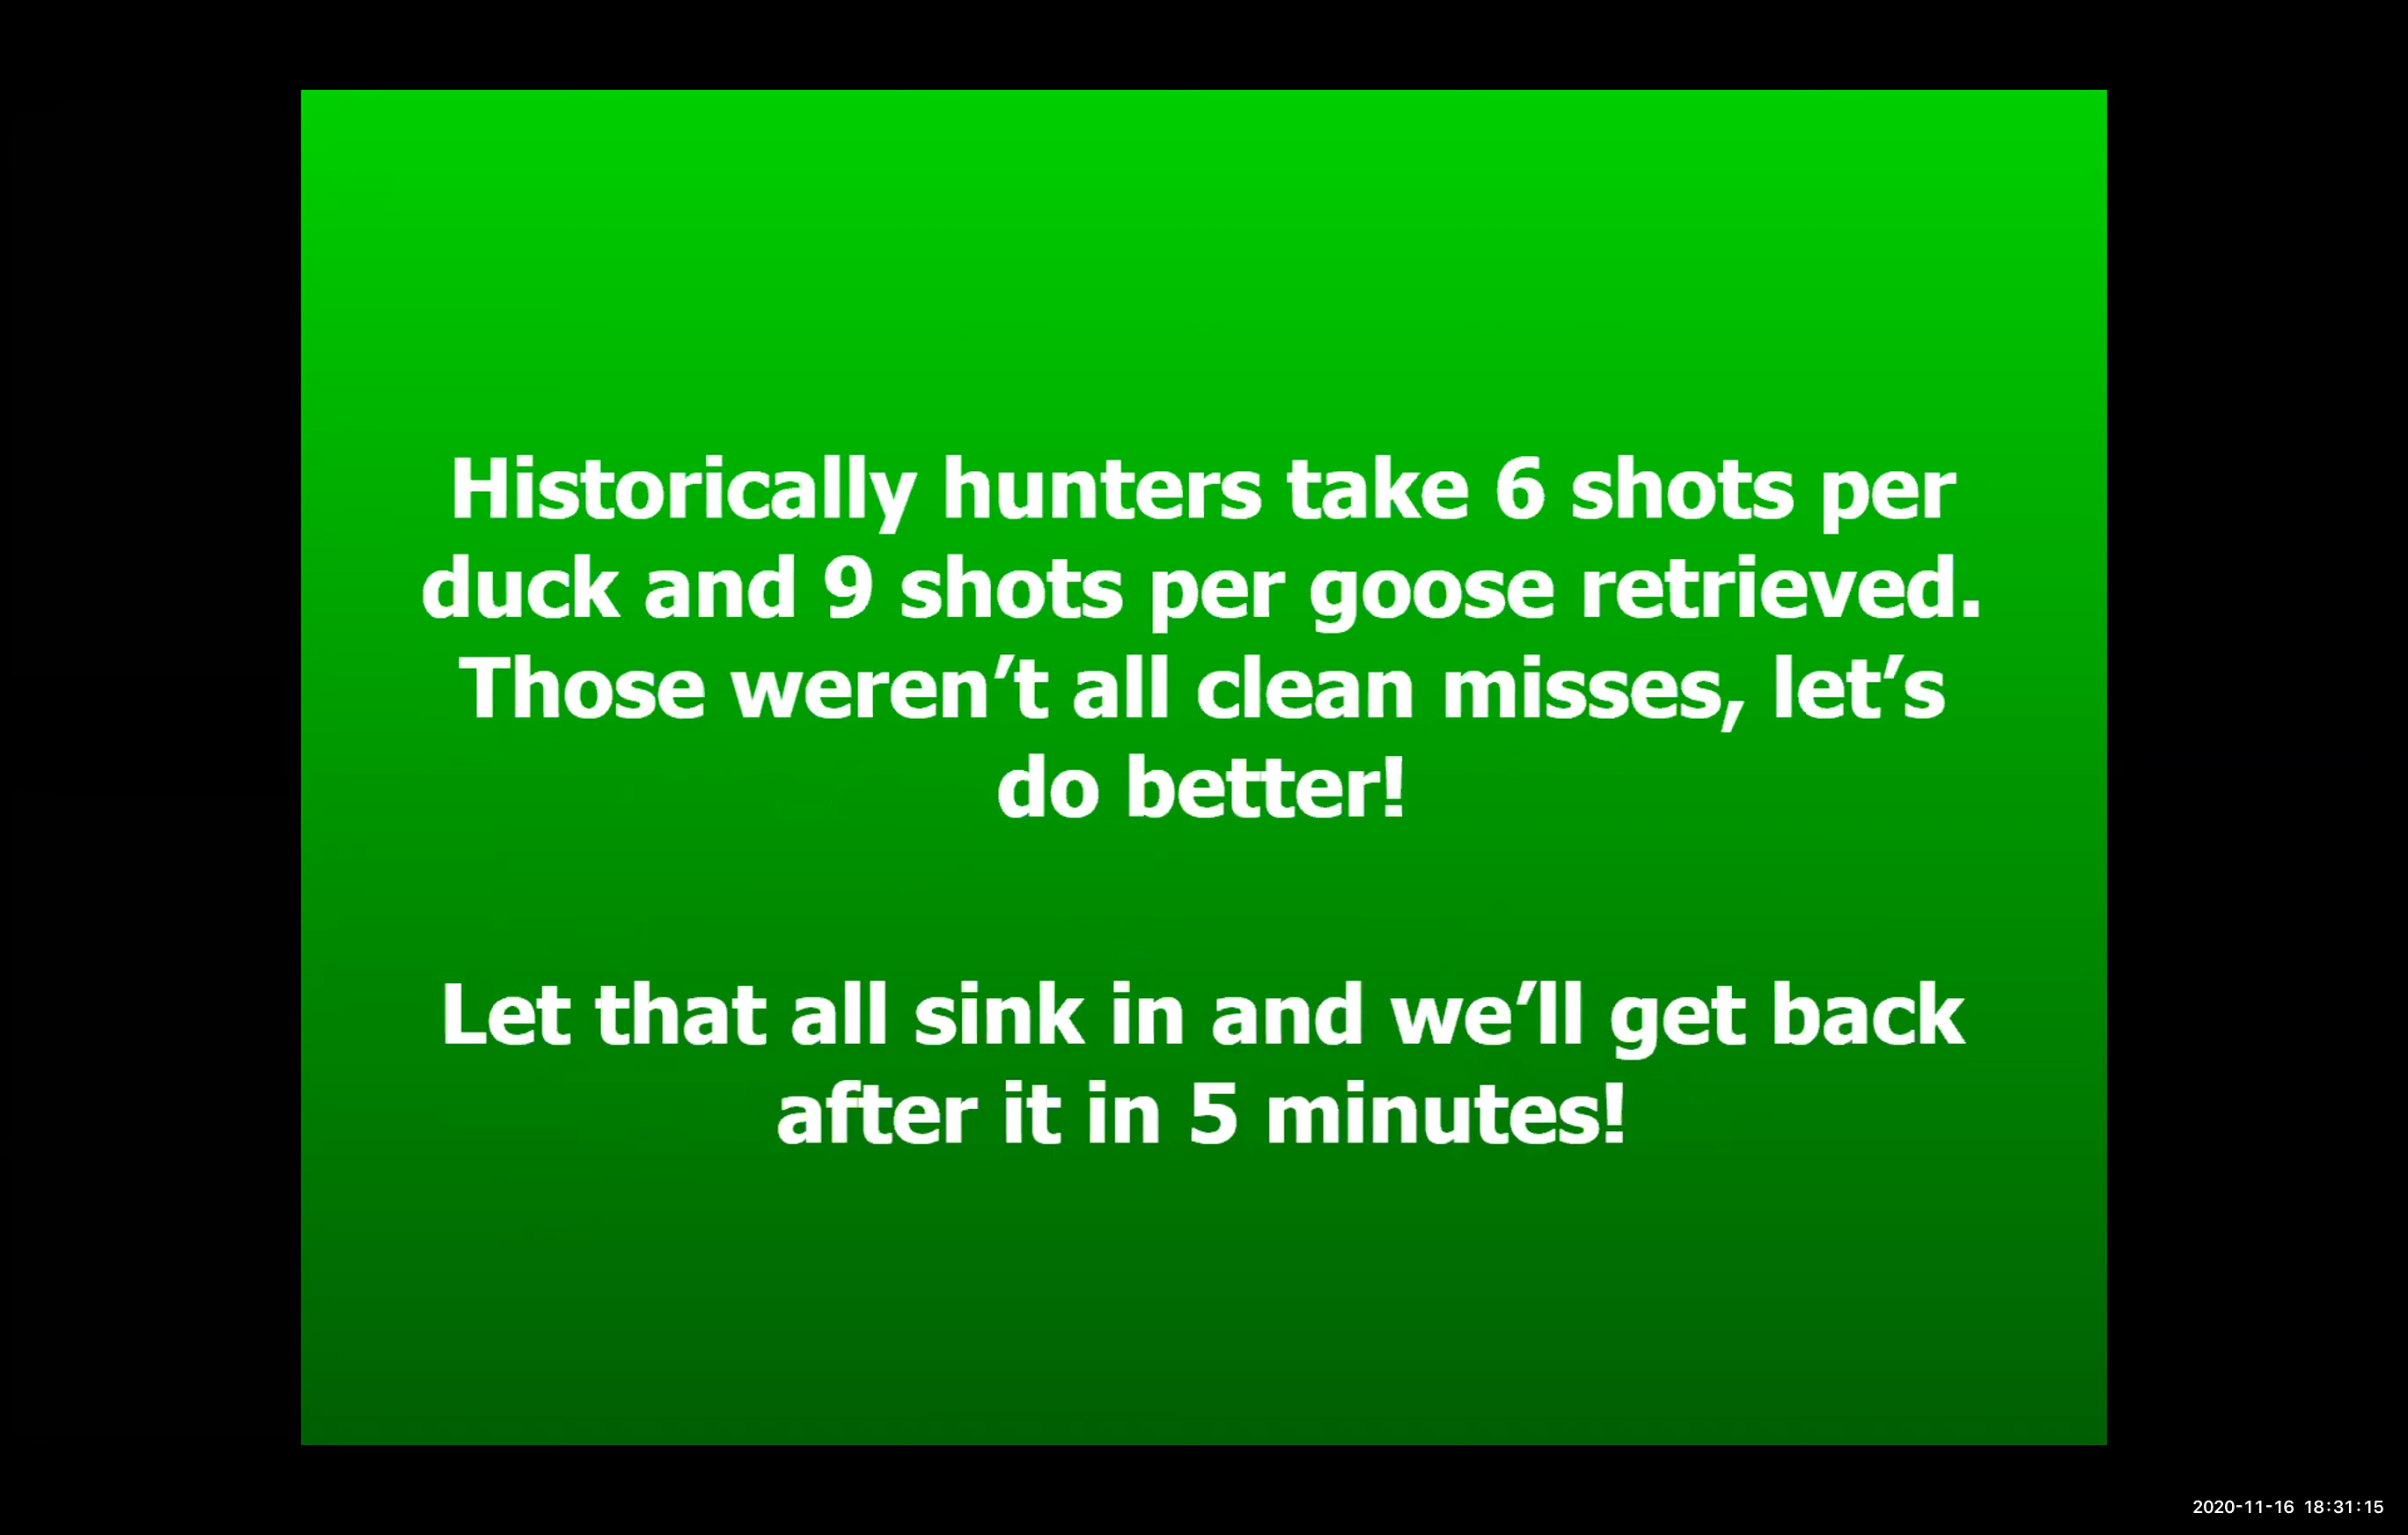 Historically hunters take 6 shots per
duck and 9 shots per goose retrieved.
Those weren’t all clean misses, let’s
do better!
Let that all sink in and we’ll get back
after it in 5 minutes!
2020-11-16 18:31:15